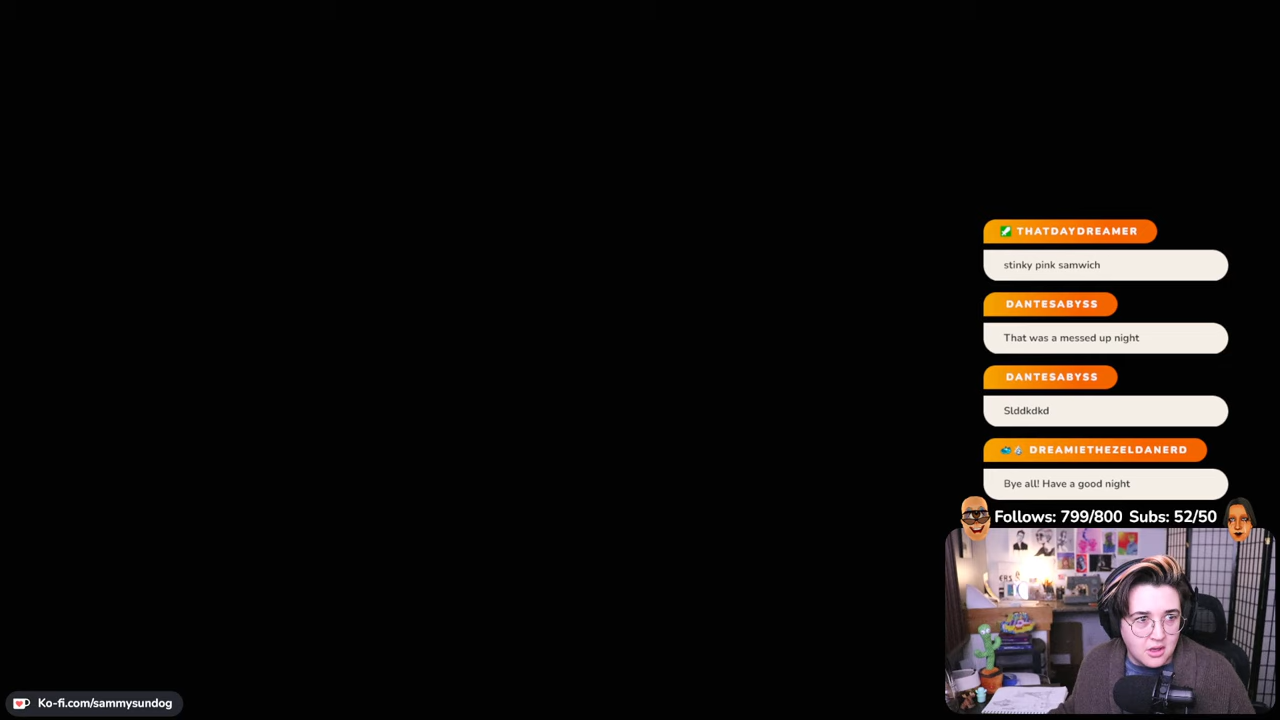 THATDAYDREAMER
stinky pink samwich
DANTESABYSS
That was a messed up night
DANTESABYSS
Slddkdkd
DREAMIETHEZELDANERD
Bye all! Have a good night
Follows: 799/800 Subs: 52/50
Ko-fi.com/sammysundog